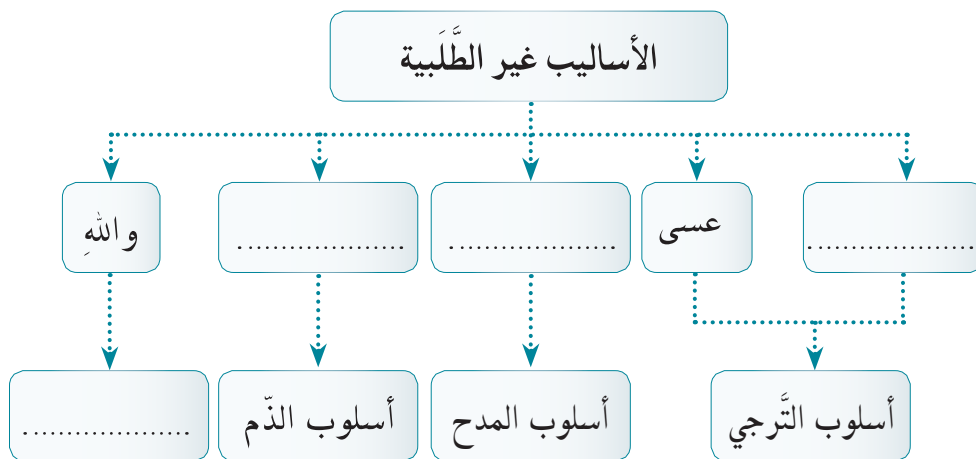 الأساليب غير الطَّلَبية
....................
عسى
....................
....................
واللهِ
أسلوب التَّرجي
أسلوب المدح
أسلوب الذّم
....................